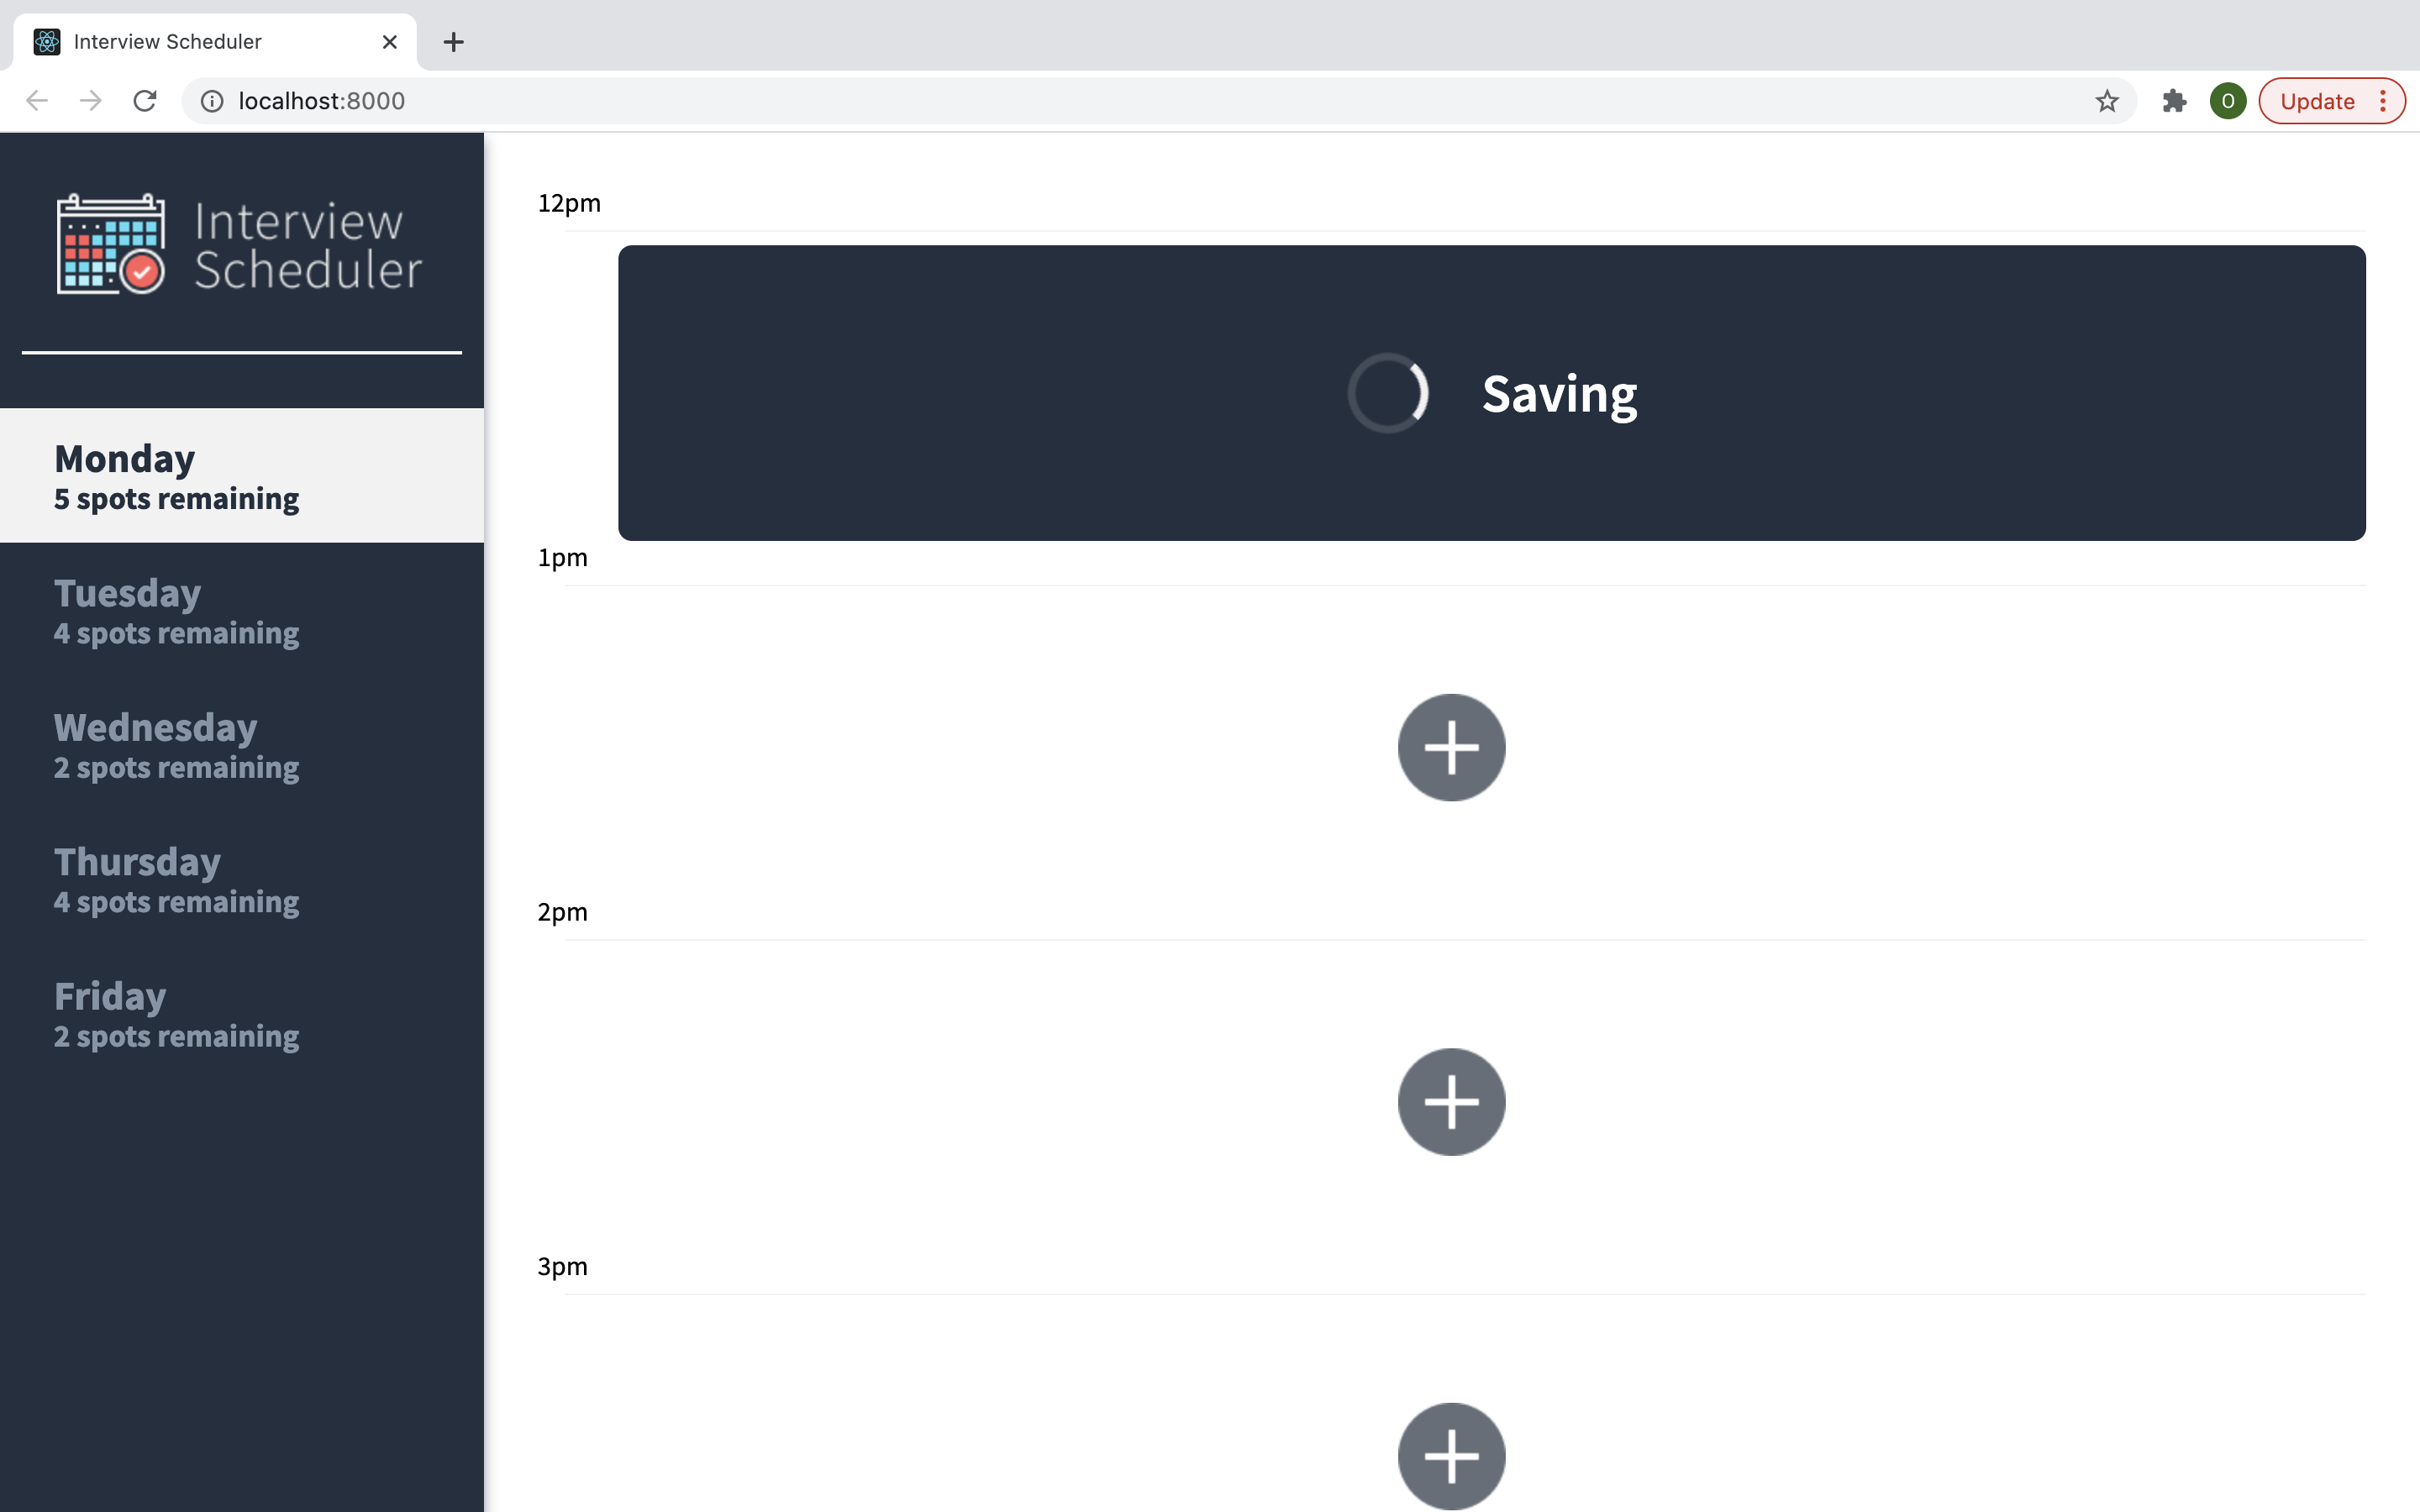 Interview Scheduler
localhost:8000
O
Update
Interview
Scheduler
Monday
5 spots remaining
Tuesday
4 spots remaining
Wednesday
2 spots remaining
Thursday
4 spots remaining
Friday
2 spots remaining
12pm
Saving
1pm
2pm
3pm